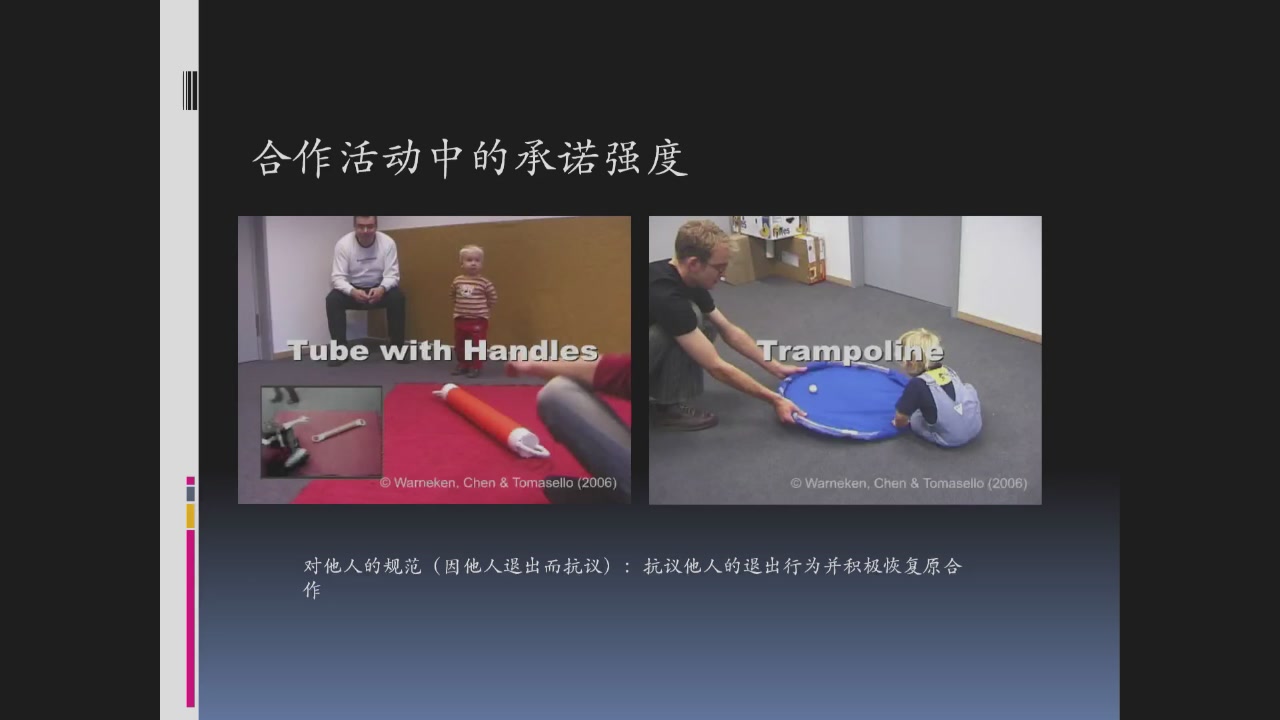 合作活动中的承诺强度
Tube with Handles
© Warneken, Chen & Tomasello (2006)
Trampoline
© Warneken, Chen & Tomasello (2006)
对他人的规范（因他人退出而抗议）：抗议他人的退出行为并积极恢复原合
作